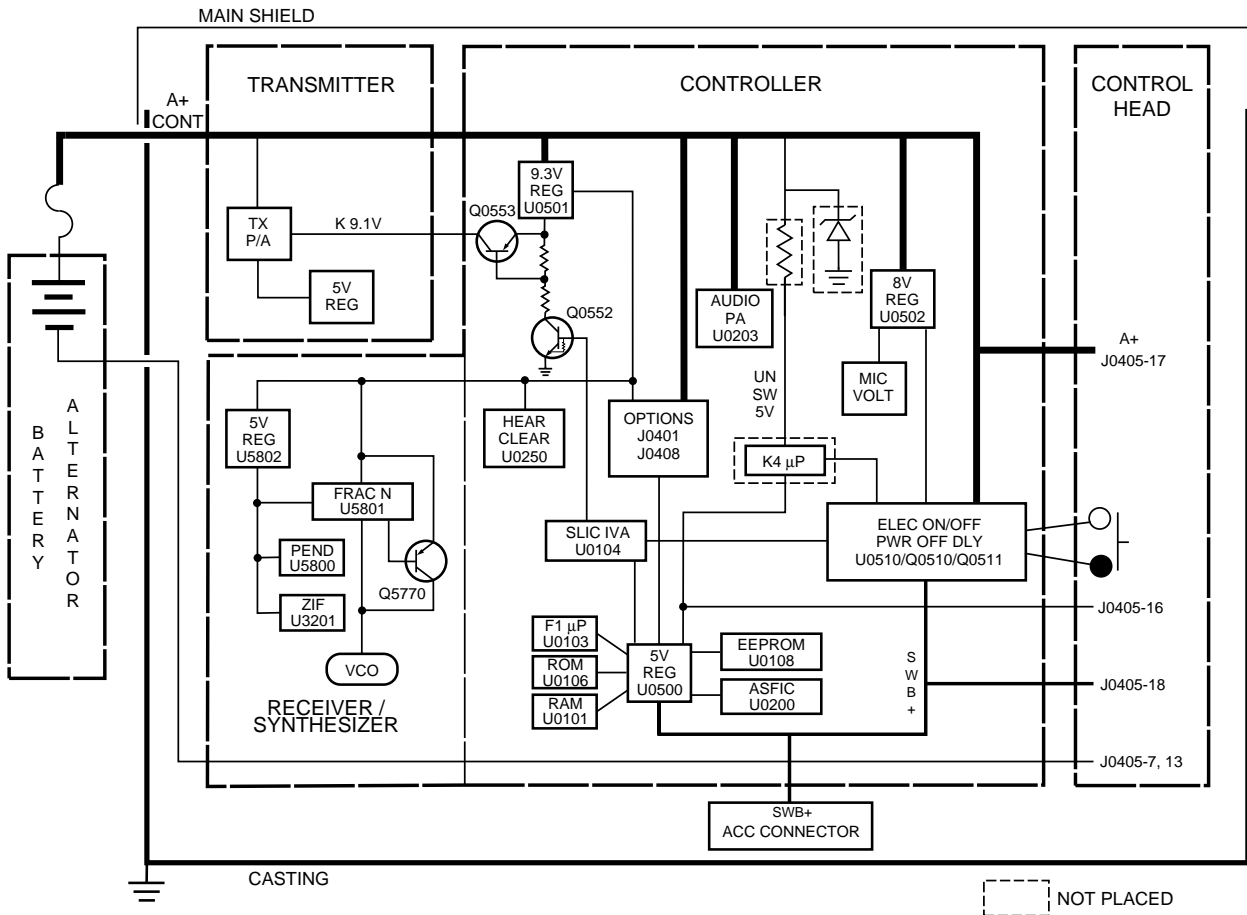 MAIN SHIELD
A+
CONT
TRANSMITTER
CONTROLLER
CONTROL
HEAD
9.3V
REG
U0501
Q0553
TX
P/A
K 9.1V
5V
REG
Q0552
AUDIO
PA
U0203
8V
REG
U0502
A+
J0405-17
MIC
VOLT
UN
SW
5V
BATTERY
ALTERNATOR
5V
REG
U5802
HEAR
CLEAR
U0250
OPTIONS
J0401
J0408
K4 µP
FRAC N
U5801
SLIC IVA
U0104
ELEC ON/OFF
PWR OFF DLY
U0510/Q0510/Q0511
PEND
U5800
Q5770
ZIF
U3201
J0405-16
F1 µP
U0103
ROM
U0106
RAM
U0101
5V
REG
U0500
EEPROM
U0108
ASFIC
U0200
SWB+
J0405-18
VCO
RECEIVER /
SYNTHESIZER
J0405-7, 13
SWB+
ACC CONNECTOR
CASTING
NOT PLACED